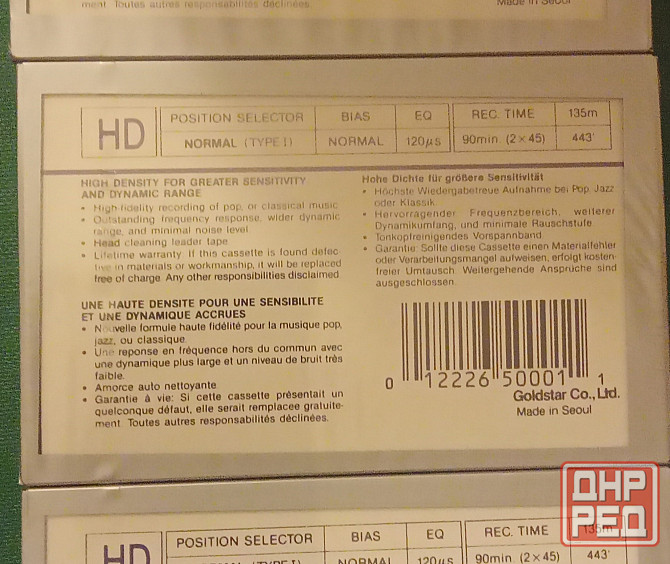 ment. Toutes autres responsabilités déclinées.
Made in Seoul
HD
POSITION SELECTOR BIAS EQ REC. TIME 135m
NORMAL (TYPE I) NORMAL 120µs 90min. (2×45) 443'
HIGH DENSITY FOR GREATER SENSITIVITY
AND DYNAMIC RANGE
• High-fidelity recording of pop, or classical music
• Outstanding frequency response, wider dynamic
range, and minimal noise level
• Head cleaning leader tape
• Lifetime warranty: If this cassette is found defec-
tive in materials or workmanship, it will be replaced
free of charge. Any other responsibilities disclaimed
UNE HAUTE DENSITE POUR UNE SENSIBILITE
ET UNE DYNAMIQUE ACCRUES
• Nouvelle formule haute fidélité pour la musique pop,
jazz, ou classique.
• Une reponse en fréquence hors du commun avec
une dynamique plus large et un niveau de bruit très
faible.
• Amorce auto nettoyante
• Garantie à vie: Si cette cassette présentait un
quelconque défaut, elle serait remplacee gratuite-
ment. Toutes autres responsabilités déclinées.
Hohe Dichte für größere Sensitivität
• Höchste Wiedergabetreue Aufnahme bei Pop, Jazz
oder Klassik.
• Hervorragender Frequenzbereich, weiterer
Dynamikumfang, und minimale Rauschstufe
• Tonkopfreinigendes Vorspannband
• Garantie: Sollte diese Cassette einen Materialfehler
oder Verarbeitungsmangel aufweisen, erfolgt kosten-
freier Umtausch. Weitergehende Ansprüche sind
ausgeschlossen.
0 12226 50001 1
Goldstar Co., Ltd.
Made in Seoul
ДНР
РЕД
HD
POSITION SELECTOR BIAS EQ REC. TIME 135m
NORMAL (TYPE I) NORMAL 120µs 90min. (2×45) 443'